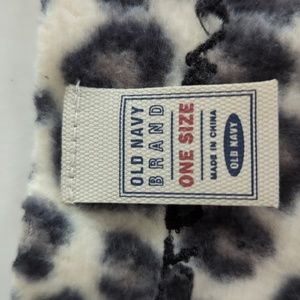 OLD NAVY
BRAND
ONE SIZE
MADE IN CHINA
OLD NAVY